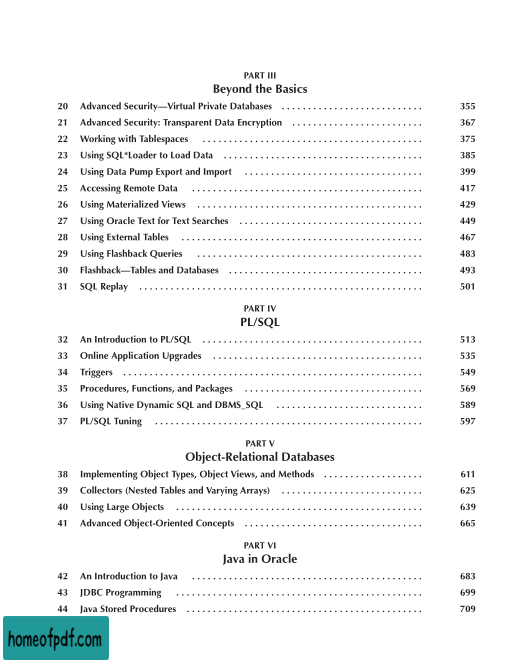 PART III
Beyond the Basics
20 Advanced Security—Virtual Private Databases . . . . . . . . . . . . . . . . . . . . . . . . . . . 355
21 Advanced Security: Transparent Data Encryption . . . . . . . . . . . . . . . . . . . . . . . . . 367
22 Working with Tablespaces . . . . . . . . . . . . . . . . . . . . . . . . . . . . . . . . . . . . . . . . . . 375
23 Using SQL*Loader to Load Data . . . . . . . . . . . . . . . . . . . . . . . . . . . . . . . . . . . . . . 385
24 Using Data Pump Export and Import . . . . . . . . . . . . . . . . . . . . . . . . . . . . . . . . . . 399
25 Accessing Remote Data . . . . . . . . . . . . . . . . . . . . . . . . . . . . . . . . . . . . . . . . . . . . 417
26 Using Materialized Views . . . . . . . . . . . . . . . . . . . . . . . . . . . . . . . . . . . . . . . . . . . 429
27 Using Oracle Text for Text Searches . . . . . . . . . . . . . . . . . . . . . . . . . . . . . . . . . . . 449
28 Using External Tables . . . . . . . . . . . . . . . . . . . . . . . . . . . . . . . . . . . . . . . . . . . . . . 467
29 Using Flashback Queries . . . . . . . . . . . . . . . . . . . . . . . . . . . . . . . . . . . . . . . . . . . 483
30 Flashback—Tables and Databases . . . . . . . . . . . . . . . . . . . . . . . . . . . . . . . . . . . . . 493
31 SQL Replay . . . . . . . . . . . . . . . . . . . . . . . . . . . . . . . . . . . . . . . . . . . . . . . . . . . . . . 501
PART IV
PL/SQL
32 An Introduction to PL/SQL . . . . . . . . . . . . . . . . . . . . . . . . . . . . . . . . . . . . . . . . . . 513
33 Online Application Upgrades . . . . . . . . . . . . . . . . . . . . . . . . . . . . . . . . . . . . . . . . 535
34 Triggers . . . . . . . . . . . . . . . . . . . . . . . . . . . . . . . . . . . . . . . . . . . . . . . . . . . . . . . . . 549
35 Procedures, Functions, and Packages . . . . . . . . . . . . . . . . . . . . . . . . . . . . . . . . . . 569
36 Using Native Dynamic SQL and DBMS_SQL . . . . . . . . . . . . . . . . . . . . . . . . . . . . 589
37 PL/SQL Tuning . . . . . . . . . . . . . . . . . . . . . . . . . . . . . . . . . . . . . . . . . . . . . . . . . . . 597
PART V
Object-Relational Databases
38 Implementing Object Types, Object Views, and Methods . . . . . . . . . . . . . . . . . . . 611
39 Collectors (Nested Tables and Varying Arrays) . . . . . . . . . . . . . . . . . . . . . . . . . . . 625
40 Using Large Objects . . . . . . . . . . . . . . . . . . . . . . . . . . . . . . . . . . . . . . . . . . . . . . . 639
41 Advanced Object-Oriented Concepts . . . . . . . . . . . . . . . . . . . . . . . . . . . . . . . . . . 665
PART VI
Java in Oracle
42 An Introduction to Java . . . . . . . . . . . . . . . . . . . . . . . . . . . . . . . . . . . . . . . . . . . . 683
43 JDBC Programming . . . . . . . . . . . . . . . . . . . . . . . . . . . . . . . . . . . . . . . . . . . . . . . 699
44 Java Stored Procedures . . . . . . . . . . . . . . . . . . . . . . . . . . . . . . . . . . . . . . . . . . . . . 709
homeofpdf.com